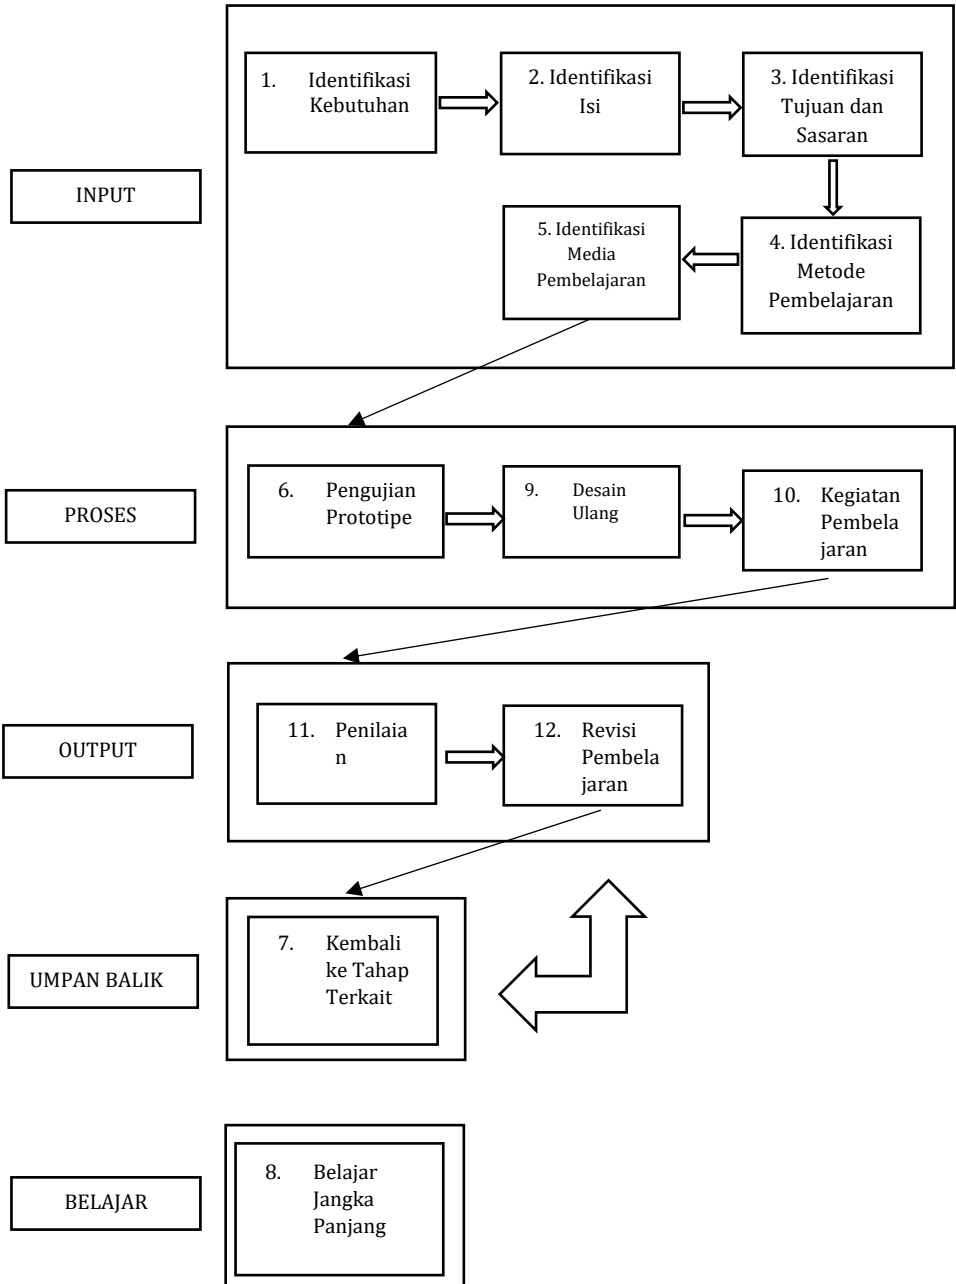 1. Identifikasi
Kebutuhan
2. Identifikasi
Isi
3. Identifikasi
Tujuan dan
Sasaran
INPUT
5. Identifikasi
Media
Pembelajaran
4. Identifikasi
Metode
Pembelajaran
PROSES
6. Pengujian
Prototipe
9. Desain
Ulang
10. Kegiatan
Pembela
jaran
OUTPUT
11. Penilaia
n
12. Revisi
Pembela
jaran
UMPAN BALIK
7. Kembali
ke Tahap
Terkait
BELAJAR
8. Belajar
Jangka
Panjang